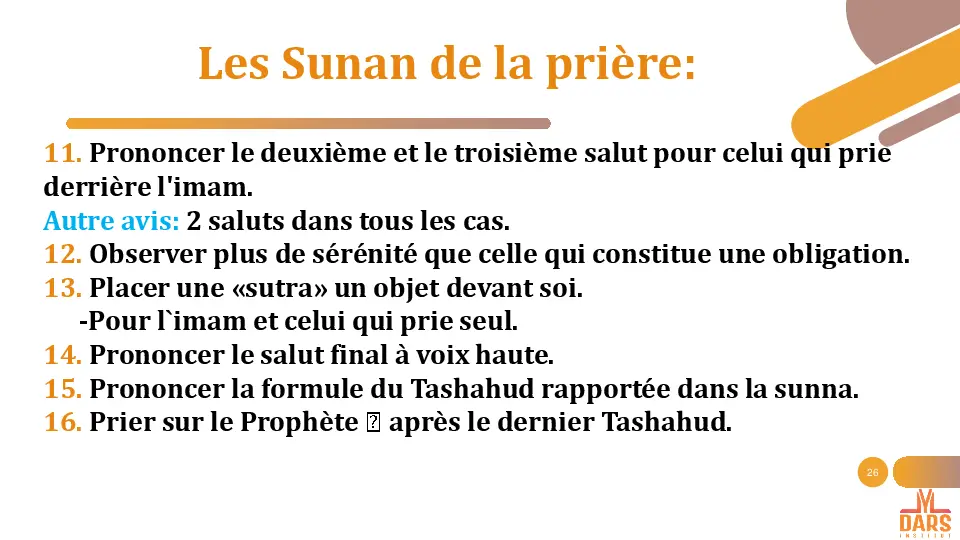 Les Sunan de la prière:
11. Prononcer le deuxième et le troisième salut pour celui qui prie
derrière l'imam.
Autre avis: 2 saluts dans tous les cas.
12. Observer plus de sérénité que celle qui constitue une obligation.
13. Placer une «sutra» un objet devant soi.
-Pour l`imam et celui qui prie seul.
14. Prononcer le salut final à voix haute.
15. Prononcer la formule du Tashahud rapportée dans la sunna.
16. Prier sur le Prophète après le dernier Tashahud.
26
DARS
INSTITUT